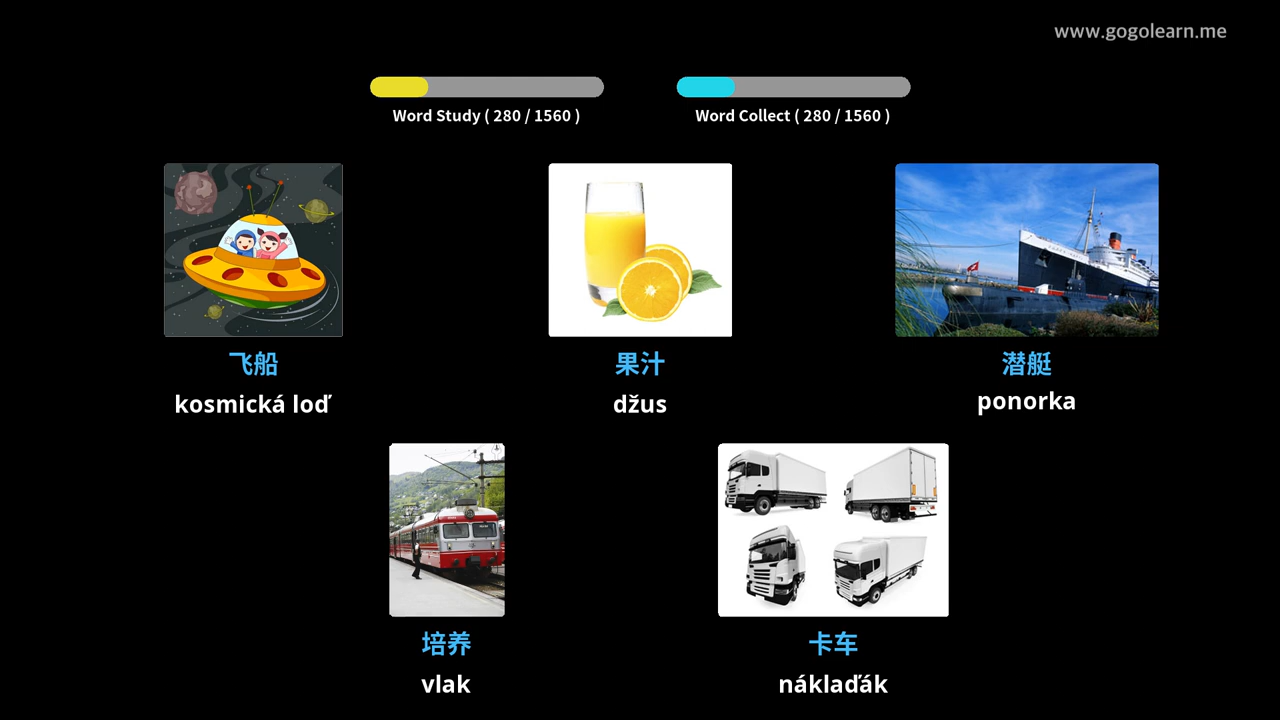 www.gogolearn.me
Word Study ( 280 / 1560 )
Word Collect ( 280 / 1560 )
飞船
kosmická loď
果汁
džus
潜艇
ponorka
培养
vlak
卡车
náklaďák